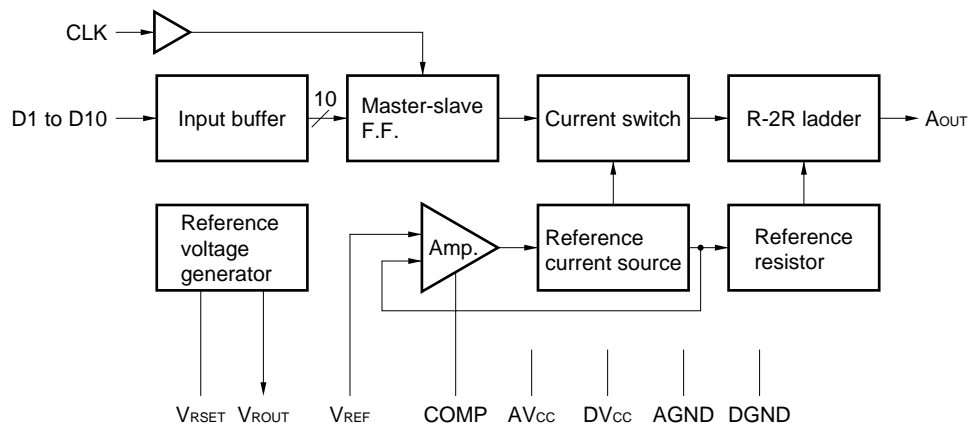 CLK
D1 to D10
Input buffer
10
Master-slave
F.F.
Current switch
R-2R ladder
AOUT
Reference
voltage
generator
Amp.
Reference
current source
Reference
resistor
VRSET
VROUT
VREF
COMP
AVCC
DVCC
AGND
DGND